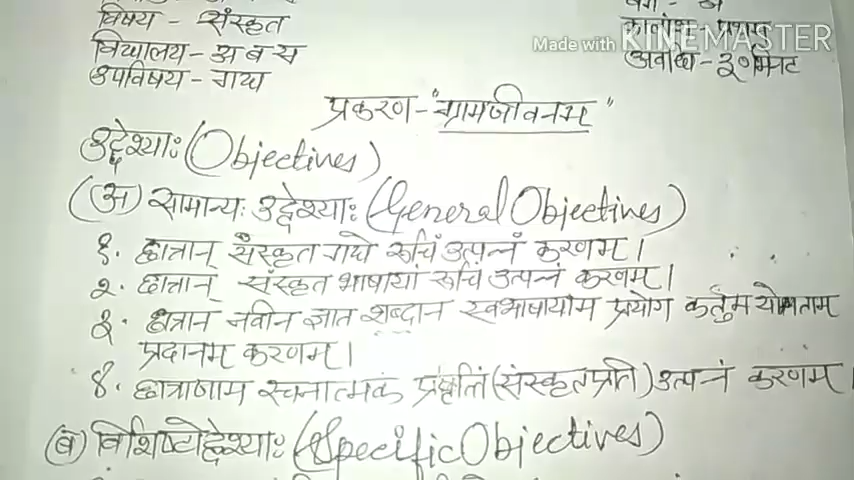 विषय - संस्कृत
विद्यालय - अ ब स
उपविषय - गद्य
कालांश - प्रथम
अवधि - ३० मिनट
Made with KINEMASTER
प्रकरण - "ग्रामजीवनम"
उद्देश्याः (Objectives)
(अ) सामान्यः उद्देश्याः (General Objectives)
१. छात्रान् संस्कृत गद्ये रूचिं उत्पन्नं करणम्।
२. छात्रान् संस्कृत भाषायां रूचिं उत्पन्नं करणम्।
३. छात्रान् नवीन ज्ञात शब्दान स्वभाषायाम प्रयोग कर्तुम योग्यताम
प्रदानम करणम्।
४. छात्राणाम रचनात्मकं प्रवृत्तिं (संस्कृतप्रति) उत्पन्नं करणम्।
(ब) विशिष्टोद्देश्याः (Specific Objectives)